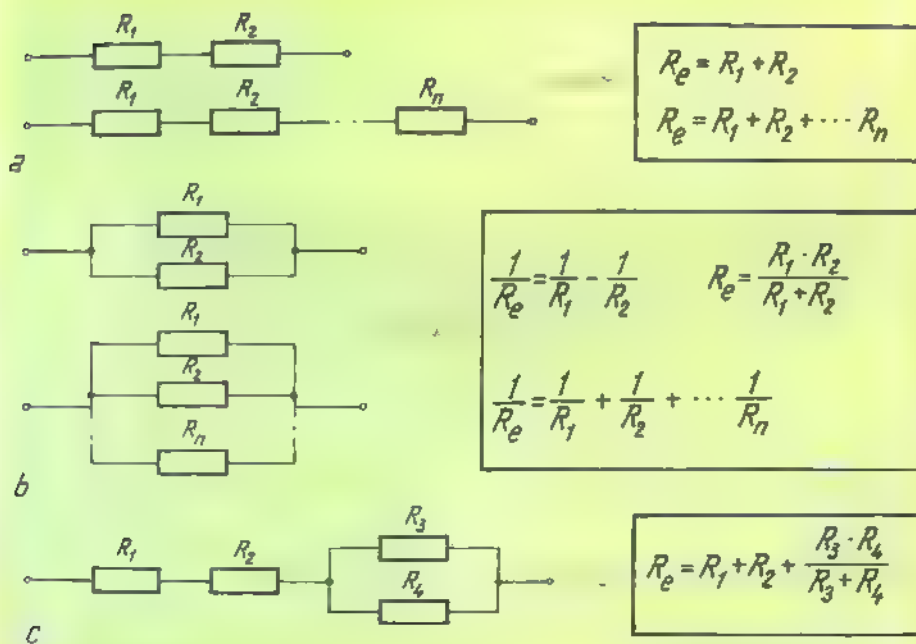 R₁ R₂
Rₑ = R₁ + R₂
R₁ R₂ Rₙ
Rₑ = R₁ + R₂ + ··· Rₙ
a
R₁
R₂
1/Rₑ = 1/R₁ - 1/R₂
Rₑ = R₁ · R₂ / R₁ + R₂
R₁
R₂
Rₙ
1/Rₑ = 1/R₁ + 1/R₂ + ··· 1/Rₙ
b
R₁ R₂ R₃
R₄
Rₑ = R₁ + R₂ + R₃ · R₄ / R₃ + R₄
c